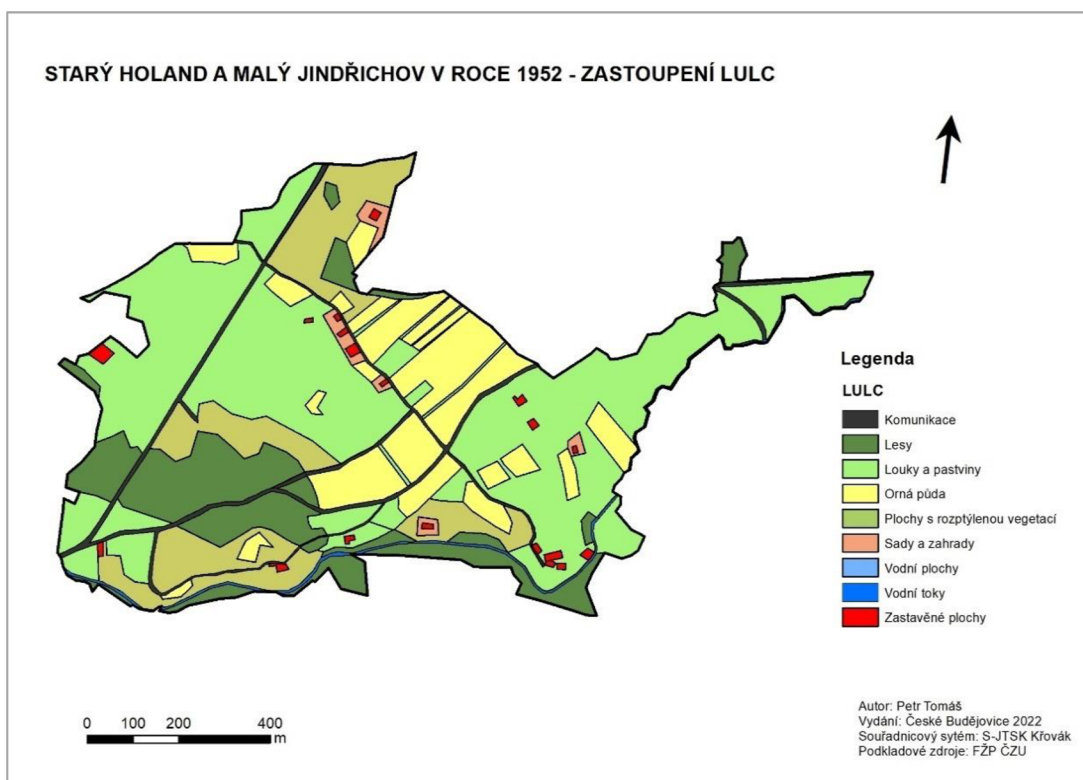 STARÝ HOLAND A MALÝ JINDŘICHOV V ROCE 1952 - ZASTOUPENÍ LULC
Legenda
LULC
Komunikace
Lesy
Louky a pastviny
Orná půda
Plochy s rozptýlenou vegetací
Sady a zahrady
Vodní plochy
Vodní toky
Zastavěné plochy
0 100 200 400
m
Autor: Petr Tomáš
Vydání: České Budějovice 2022
Souřadnicový sytém: S-JTSK Křovák
Podkladové zdroje: FŽP ČZU